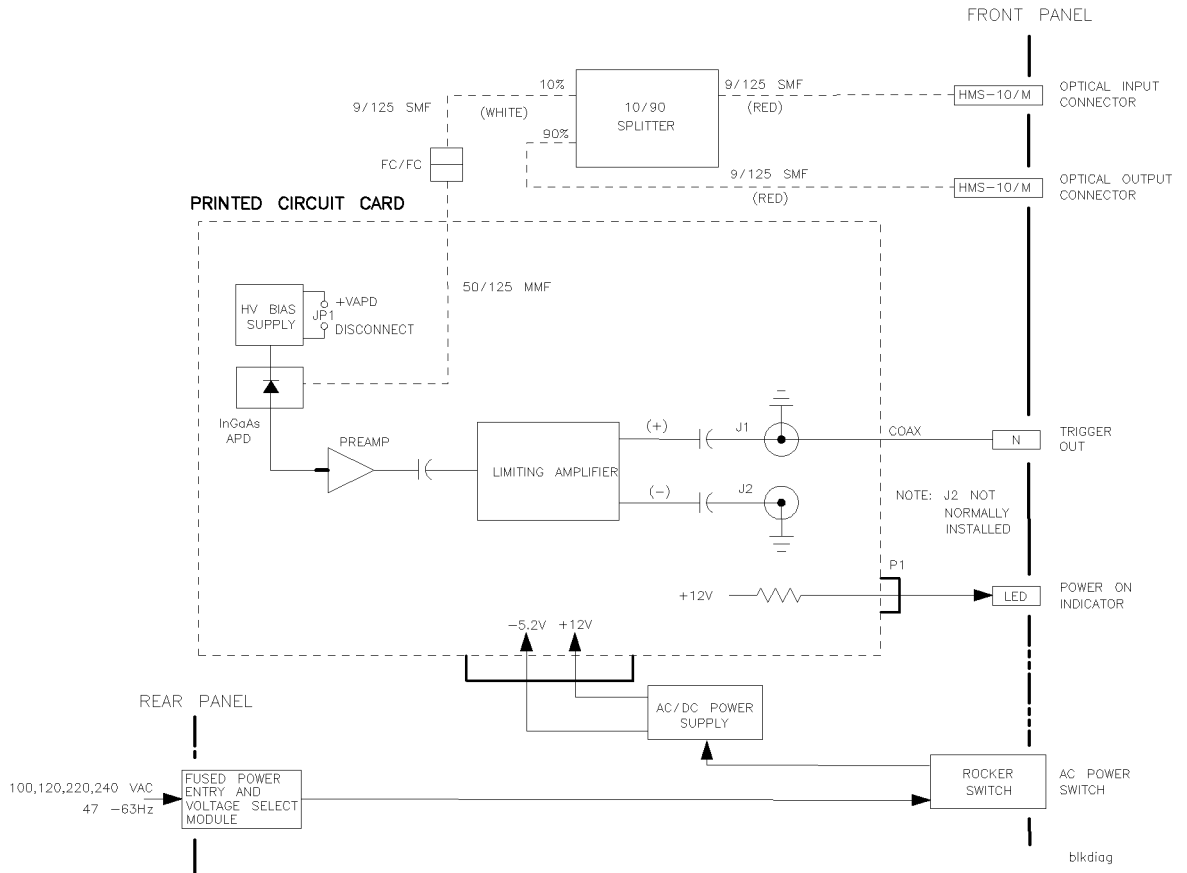 FRONT PANEL
10%
9/125 SMF
9/125 SMF
(WHITE)
10/90
SPLITTER
(RED)
HMS-10/M
OPTICAL INPUT
CONNECTOR
90%
FC/FC
9/125 SMF
(RED)
HMS-10/M
OPTICAL OUTPUT
CONNECTOR
PRINTED CIRCUIT CARD
50/125 MMF
HV BIAS
SUPPLY
JP1
+VAPD
DISCONNECT
InGaAs
APD
PREAMP
LIMITING AMPLIFIER
(+)
J1
COAX
N
TRIGGER
OUT
(-)
J2
NOTE: J2 NOT
NORMALLY
INSTALLED
P1
+12V
LED
POWER ON
INDICATOR
-5.2V
+12V
REAR PANEL
AC/DC POWER
SUPPLY
100,120,220,240 VAC
47 -63Hz
FUSED POWER
ENTRY AND
VOLTAGE SELECT
MODULE
ROCKER
SWITCH
AC POWER
SWITCH
blkdiag